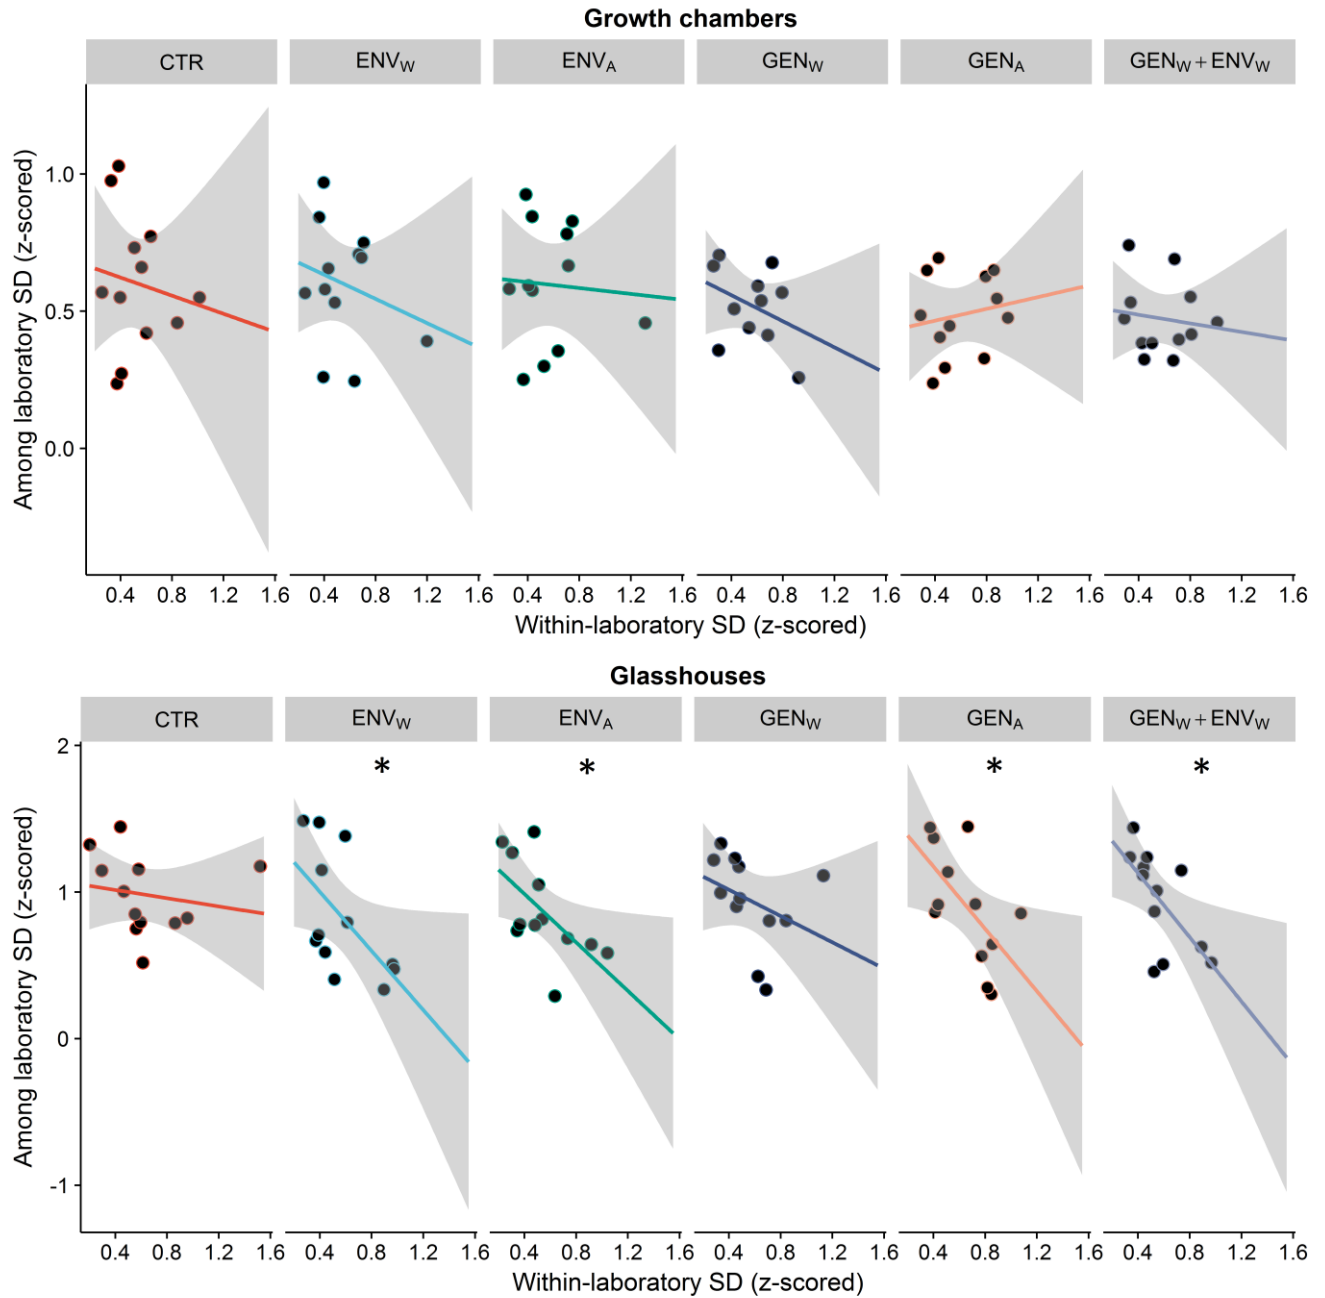 Growth chambers
CTR ENVW ENVA GENW GENA GENW + ENVW
1.0
0.5
0.0
Among laboratory SD (z-scored)
0.4 0.8 1.2 1.6 0.4 0.8 1.2 1.6 0.4 0.8 1.2 1.6 0.4 0.8 1.2 1.6 0.4 0.8 1.2 1.6 0.4 0.8 1.2 1.6
Within-laboratory SD (z-scored)
Glasshouses
CTR ENVW ENVA GENW GENA GENW + ENVW
2
* * * *
1
0
-1
Among laboratory SD (z-scored)
0.4 0.8 1.2 1.6 0.4 0.8 1.2 1.6 0.4 0.8 1.2 1.6 0.4 0.8 1.2 1.6 0.4 0.8 1.2 1.6 0.4 0.8 1.2 1.6
Within-laboratory SD (z-scored)